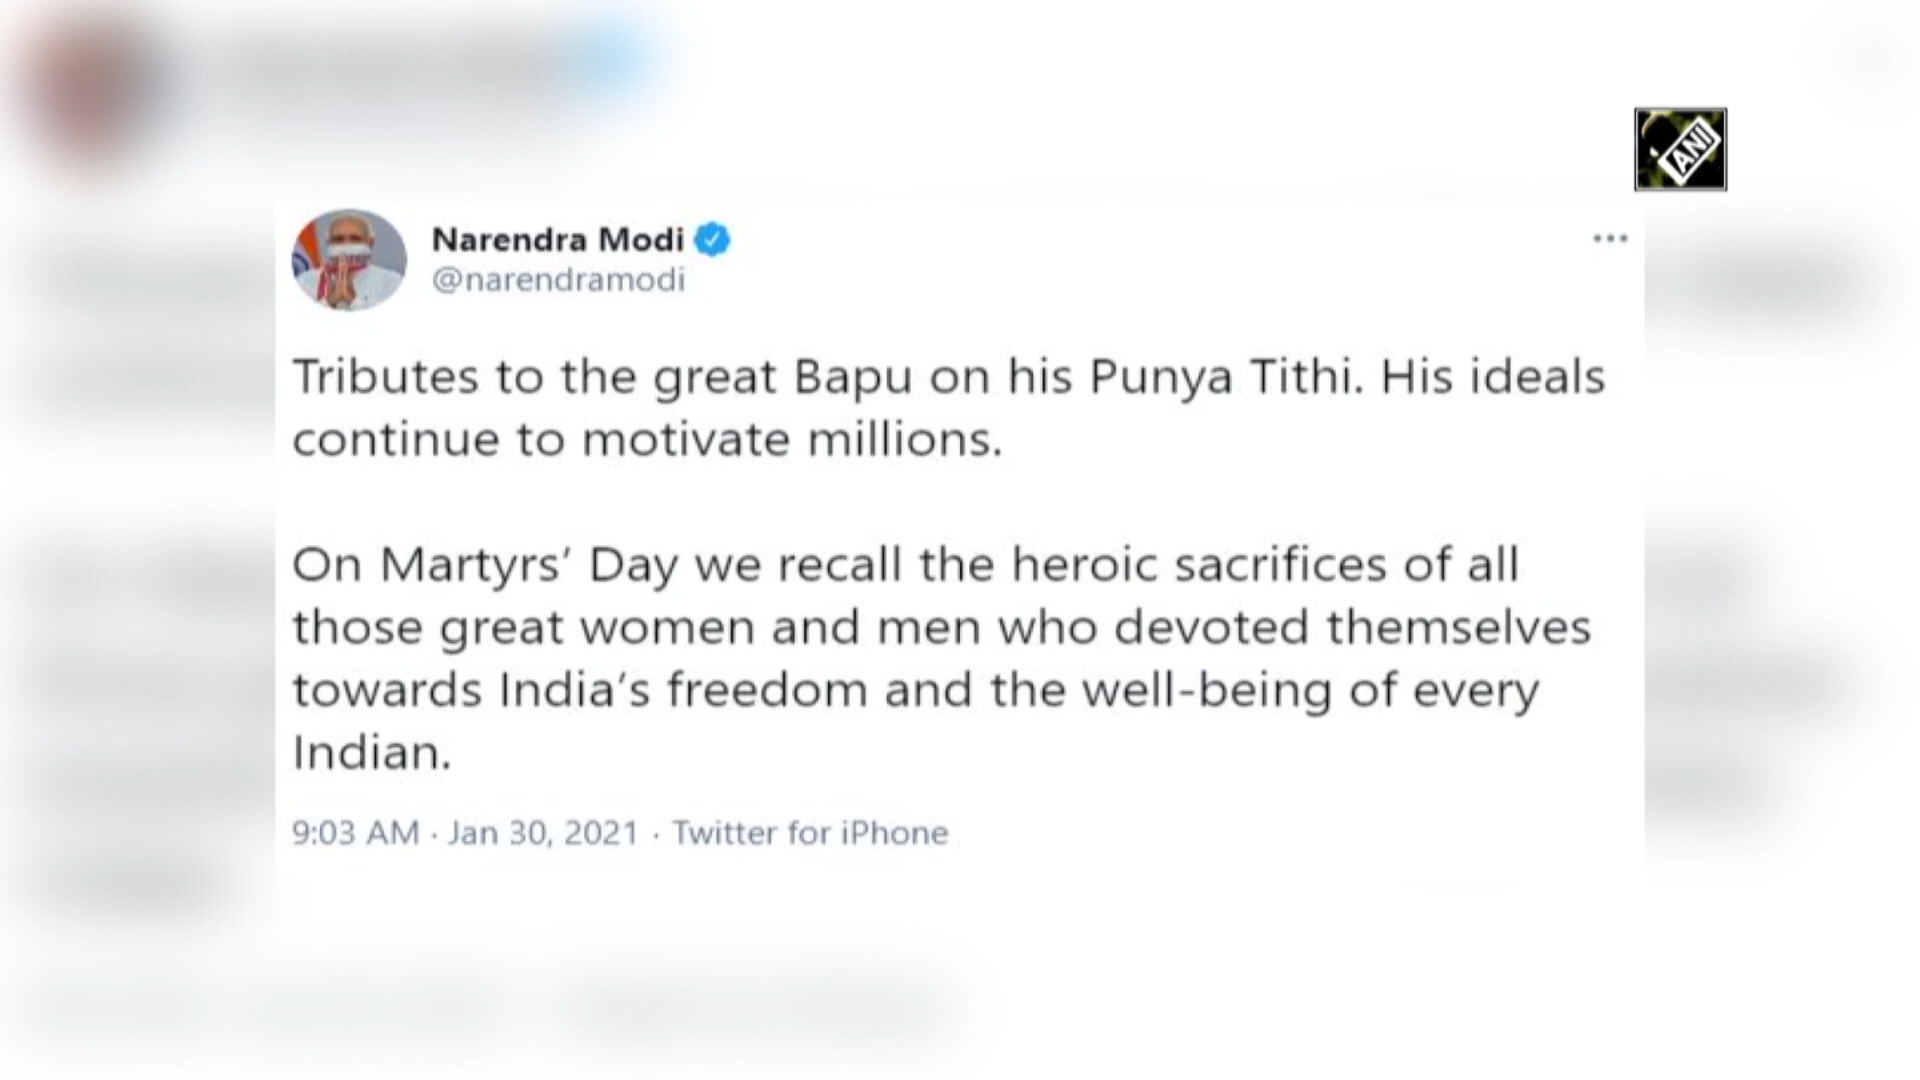 ANI
Narendra Modi
@narendramodi
Tributes to the great Bapu on his Punya Tithi. His ideals
continue to motivate millions.
On Martyrs’ Day we recall the heroic sacrifices of all
those great women and men who devoted themselves
towards India’s freedom and the well-being of every
Indian.
9:03 AM · Jan 30, 2021 · Twitter for iPhone